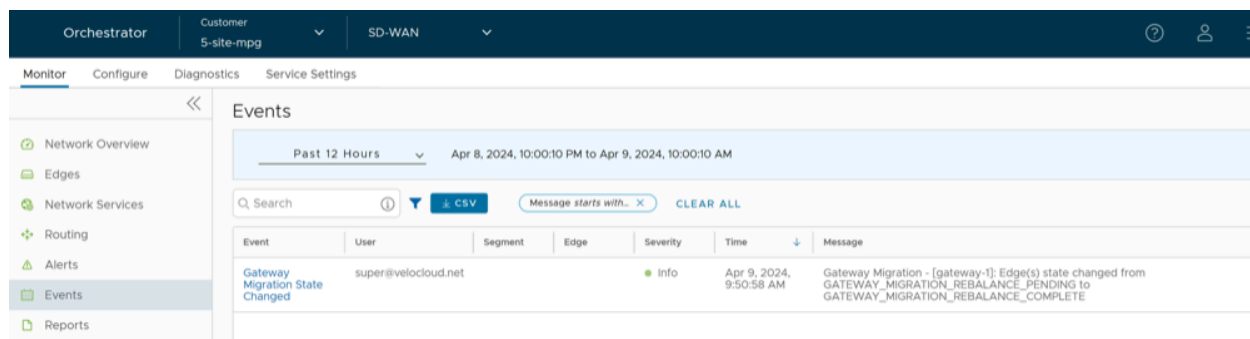 Orchestrator
Customer
5-site-mpg
SD-WAN
Monitor
Configure
Diagnostics
Service Settings
Network Overview
Edges
Network Services
Routing
Alerts
Events
Reports
Events
Past 12 Hours
Apr 8, 2024, 10:00:10 PM to Apr 9, 2024, 10:00:10 AM
Search
CSV
Message starts with...
CLEAR ALL
Event
User
Segment
Edge
Severity
Time
Message
Gateway
Migration State
Changed
super@velocloud.net
Info
Apr 9, 2024,
9:50:58 AM
Gateway Migration - [gateway-1]: Edge(s) state changed from
GATEWAY_MIGRATION_REBALANCE_PENDING to
GATEWAY_MIGRATION_REBALANCE_COMPLETE